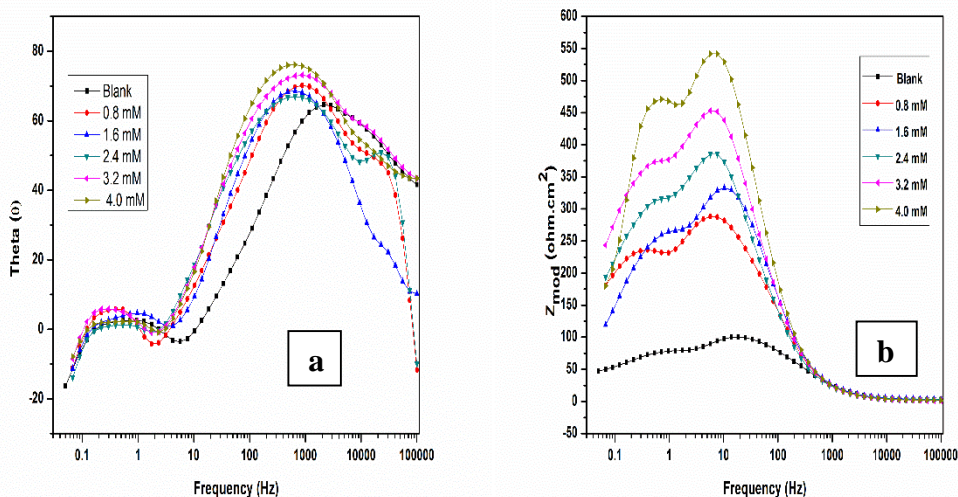 80
60
40
20
0
-20
Theta (O)
Blank
0.8 mM
1.6 mM
2.4 mM
3.2 mM
4.0 mM
a
0.1
1
10
100
1000
10000
100000
Frequency (Hz)
600
550
500
450
400
350
300
250
200
150
100
50
0
-50
Zmod (ohm.cm2)
Blank
0.8 mM
1.6 mM
2.4 mM
3.2 mM
4.0 mM
b
0.1
1
10
100
1000
10000
100000
Frequency (Hz)